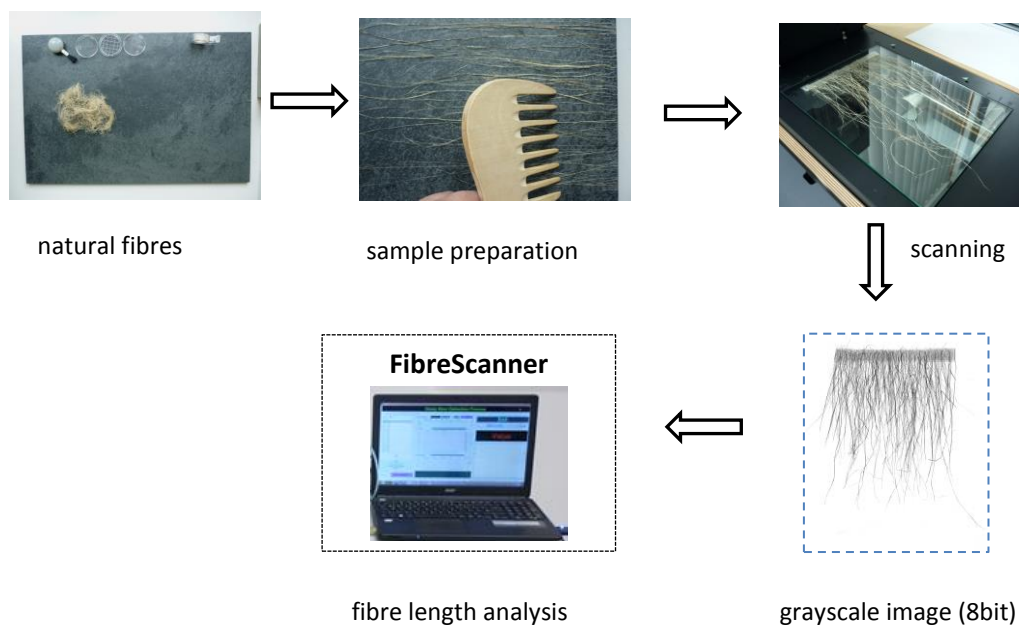 natural fibres
sample preparation
scanning
FibreScanner
fibre length analysis
grayscale image (8bit)